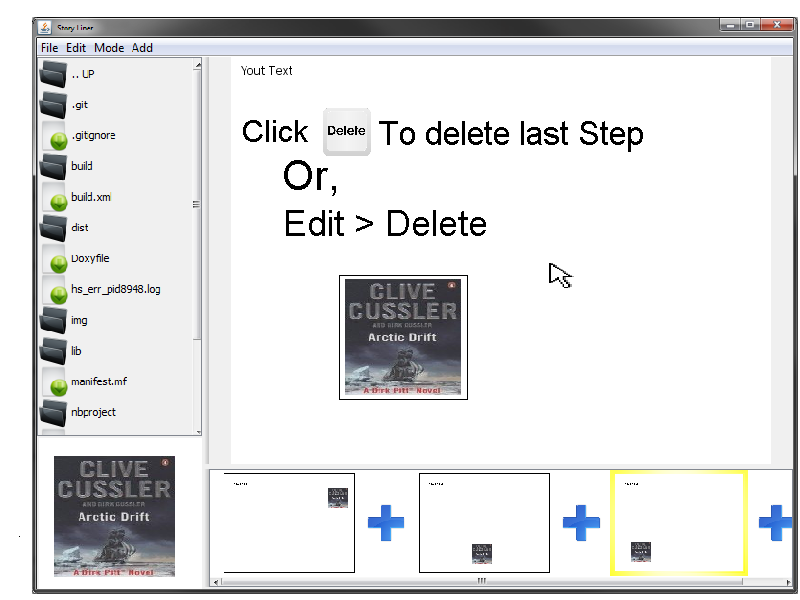 Story Liner
File Edit Mode Add
.. UP
.git
.gitgnore
build
build.xml
dist
Doxyfile
hs_err_pid8948.log
img
lib
manifest.mf
nbproject
Yout Text
Click Delele To delete last Step
Or,
Edit > Delete
CLIVE
CUSSLER
AND DIRK CUSSLER
Arctic Drift
A Dirk Pitt® Novel
CLIVE
CUSSLER
AND DIRK CUSSLER
Arctic Drift
A Dirk Pitt® Novel